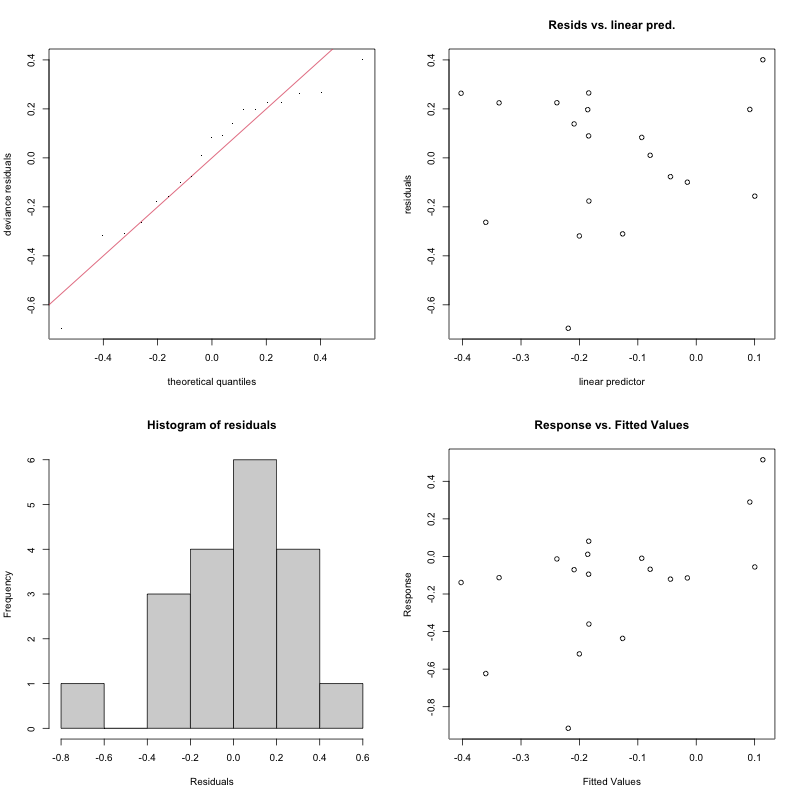 deviance residuals
0.4
0.2
0.0
-0.2
-0.4
-0.6
-0.4 -0.2 0.0 0.2 0.4
theoretical quantiles
Resids vs. linear pred.
residuals
0.4
0.2
0.0
-0.2
-0.4
-0.6
-0.4 -0.3 -0.2 -0.1 0.0 0.1
linear predictor
Histogram of residuals
Frequency
6
5
4
3
2
1
0
-0.8 -0.6 -0.4 -0.2 0.0 0.2 0.4 0.6
Residuals
Response vs. Fitted Values
Response
0.4
0.2
0.0
-0.2
-0.4
-0.6
-0.8
-0.4 -0.3 -0.2 -0.1 0.0 0.1
Fitted Values